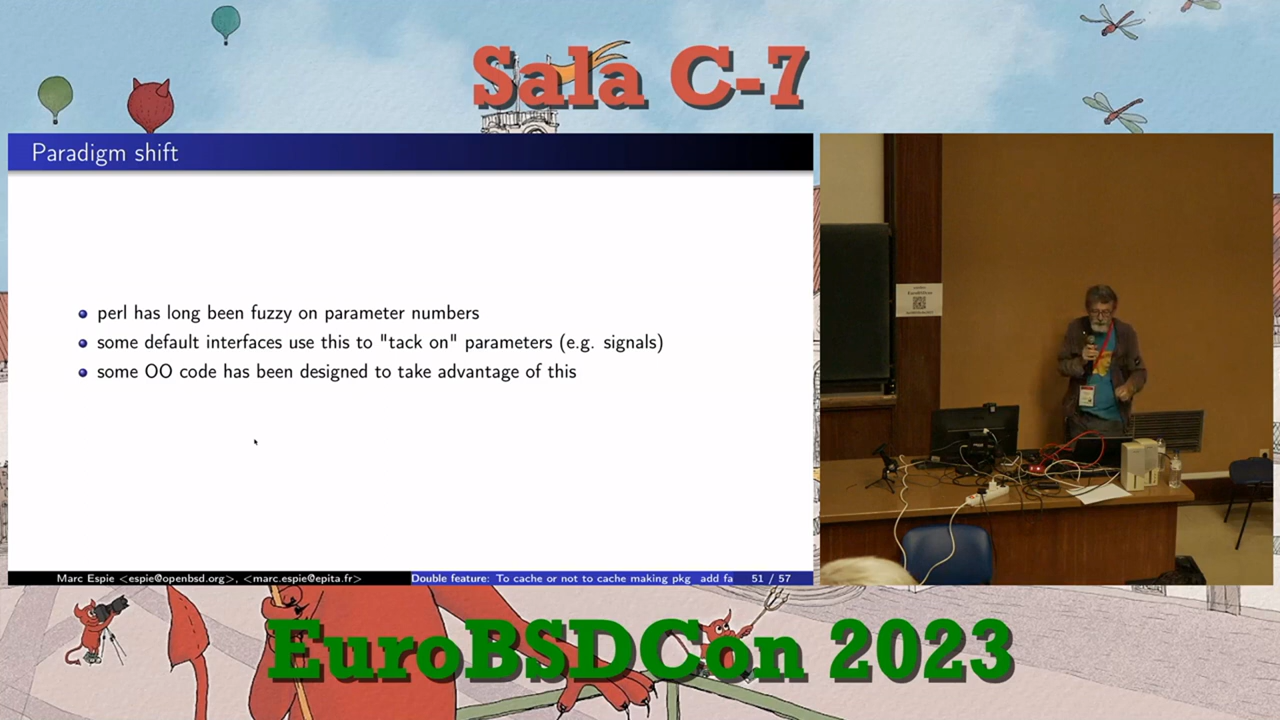 Sala C-7
Paradigm shift
perl has long been fuzzy on parameter numbers
some default interfaces use this to "tack on" parameters (e.g. signals)
some OO code has been designed to take advantage of this
Marc Espie <espie@openbsd.org>, <marc.espie@epita.fr>
Double feature: To cache or not to cache making pkg_add fa
51 / 57
EuroBSDCon 2023